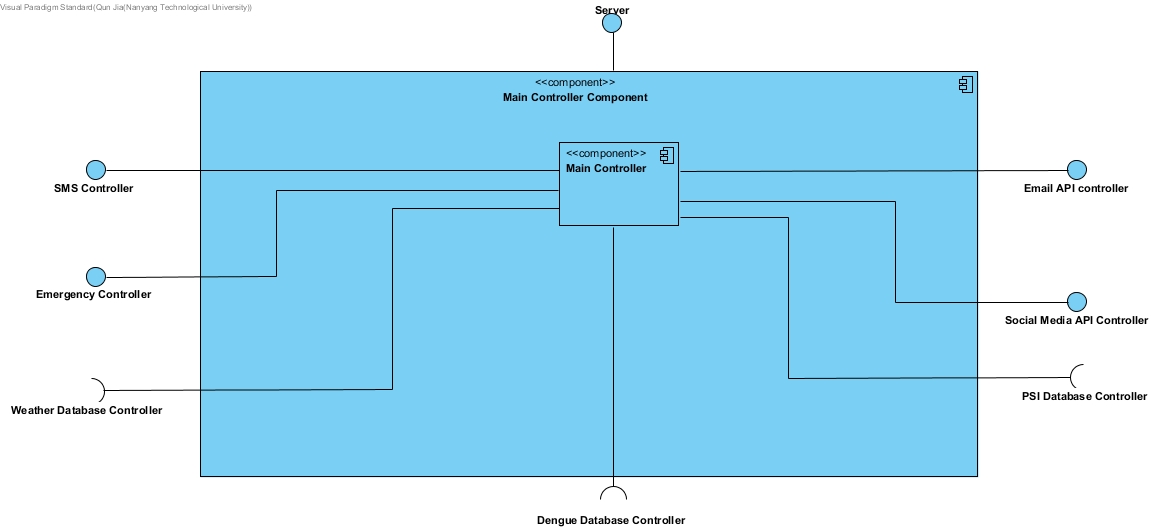 Visual Paradigm Standard(Qun Jia(Nanyang Technological University))
Server
<<component>>
Main Controller Component
<<component>>
Main Controller
SMS Controller
Email API controller
Emergency Controller
Social Media API Controller
Weather Database Controller
PSI Database Controller
Dengue Database Controller